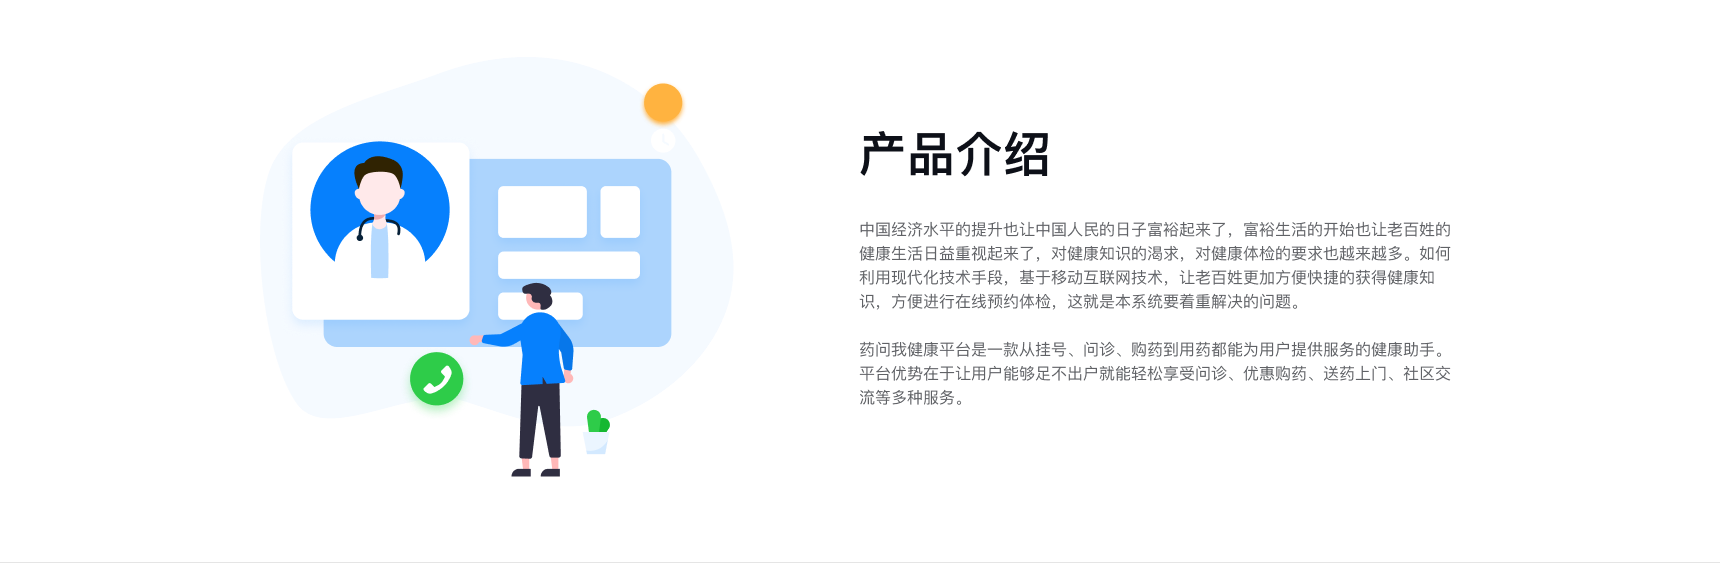 产品介绍
中国经济水平的提升也让中国人民的日子富裕起来了，富裕生活的开始也让老百姓的
健康生活日益重视起来了，对健康知识的渴求，对健康体检的要求也越来越多。如何
利用现代化技术手段，基于移动互联网技术，让老百姓更加方便快捷的获得健康知
识，方便进行在线预约体检，这就是本系统要着重解决的问题。
药问我健康平台是一款从挂号、问诊、购药到用药都能为用户提供服务的健康助手。
平台优势在于让用户能够足不出户就能轻松享受问诊、优惠购药、送药上门、社区交
流等多种服务。